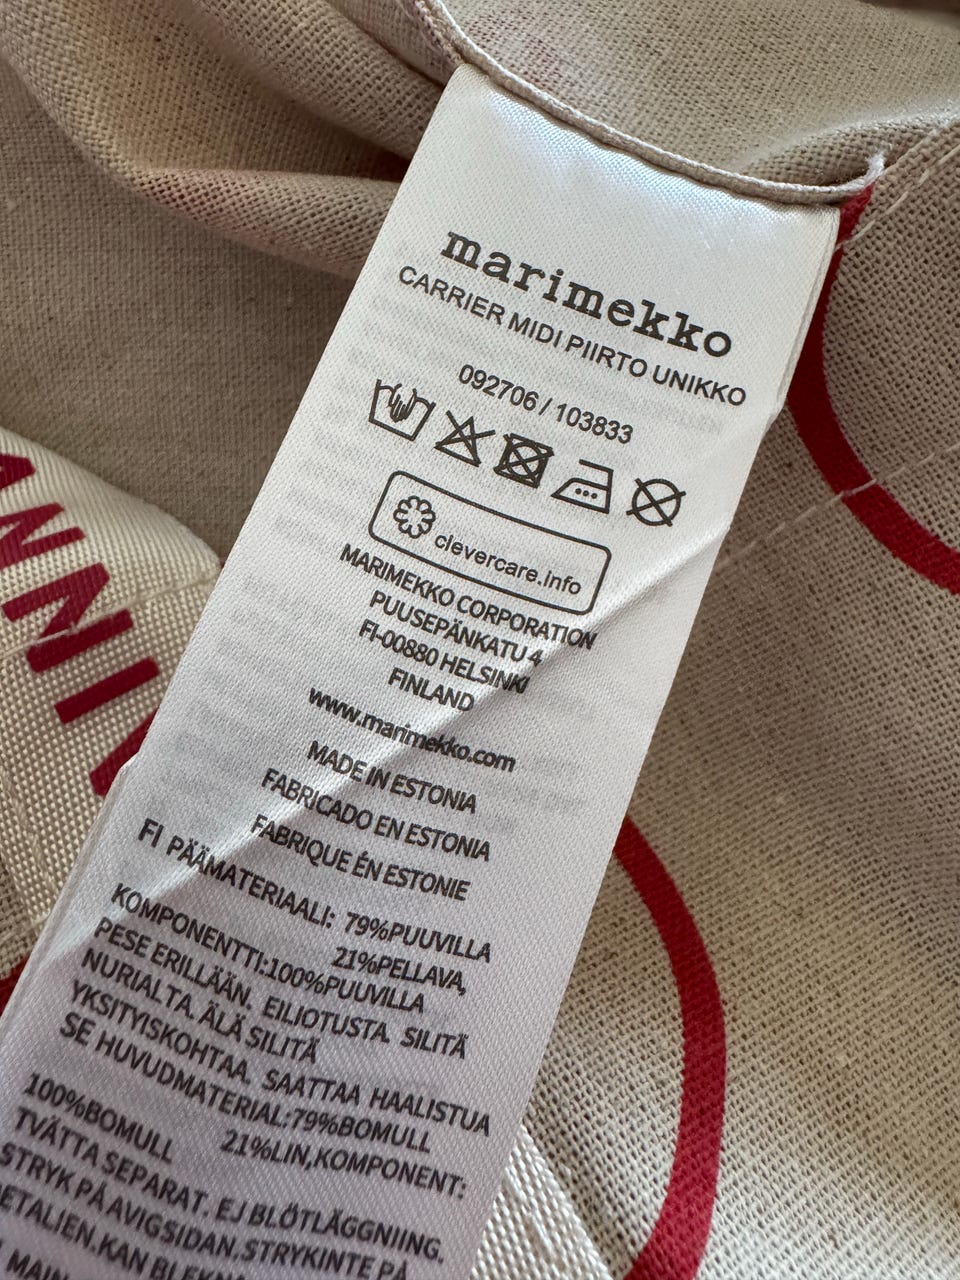 marimekko
CARRIER MIDI PIIRTO UNIKKO
092706 / 103833
clevercare.info
MARIMEKKO CORPORATION
PUUSEPÄNKATU 4
FI-00880 HELSINKI
FINLAND
www.marimekko.com
MADE IN ESTONIA
FABRICADO EN ESTONIA
FABRIQUE ÉN ESTONIE
FI PÄÄMATERIAALI: 79%PUUVILLA
21%PELLAVA,
KOMPONENTTI:100%PUUVILLA
PESE ERILLÄÄN. EILIOTUSTA. SILITÄ
NURIALTA. ÄLÄ SILITÄ
YKSITYISKOHTAA. SAATTAA HAALISTUA
SE HUVUDMATERIAL:79%BOMULL
21%LIN,KOMPONENT:
100%BOMULL
TVÄTTA SEPARAT. EJ BLÖTLÄGGNING.
STRYK PÅ AVIGSIDAN.STRYKINTE PÅ
DETALJEN.KAN
MAIN